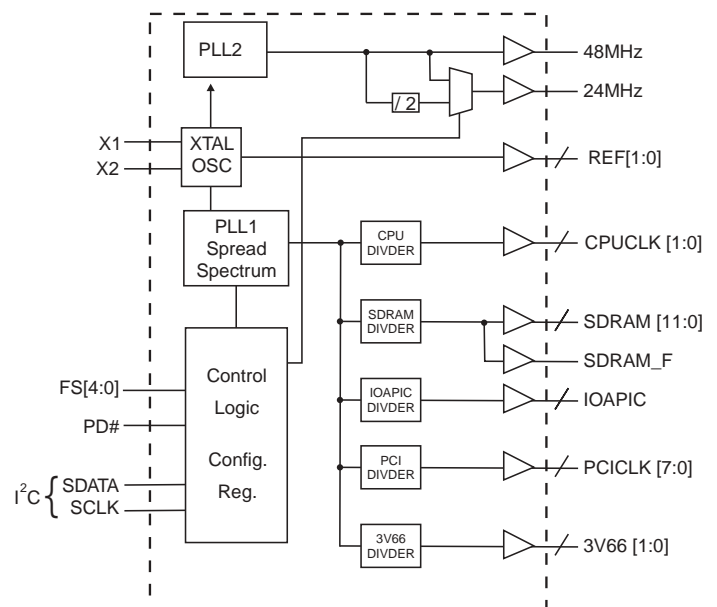 PLL2
48MHz
24MHz
/ 2
X1
X2
XTAL
OSC
REF[1:0]
PLL1
Spread
Spectrum
CPU
DIVDER
CPUCLK [1:0]
SDRAM
DIVDER
SDRAM [11:0]
SDRAM_F
Control
Logic
Config.
Reg.
FS[4:0]
PD#
I²C { SDATA
SCLK
IOAPIC
DIVDER
IOAPIC
PCI
DIVDER
PCICLK [7:0]
3V66
DIVDER
3V66 [1:0]